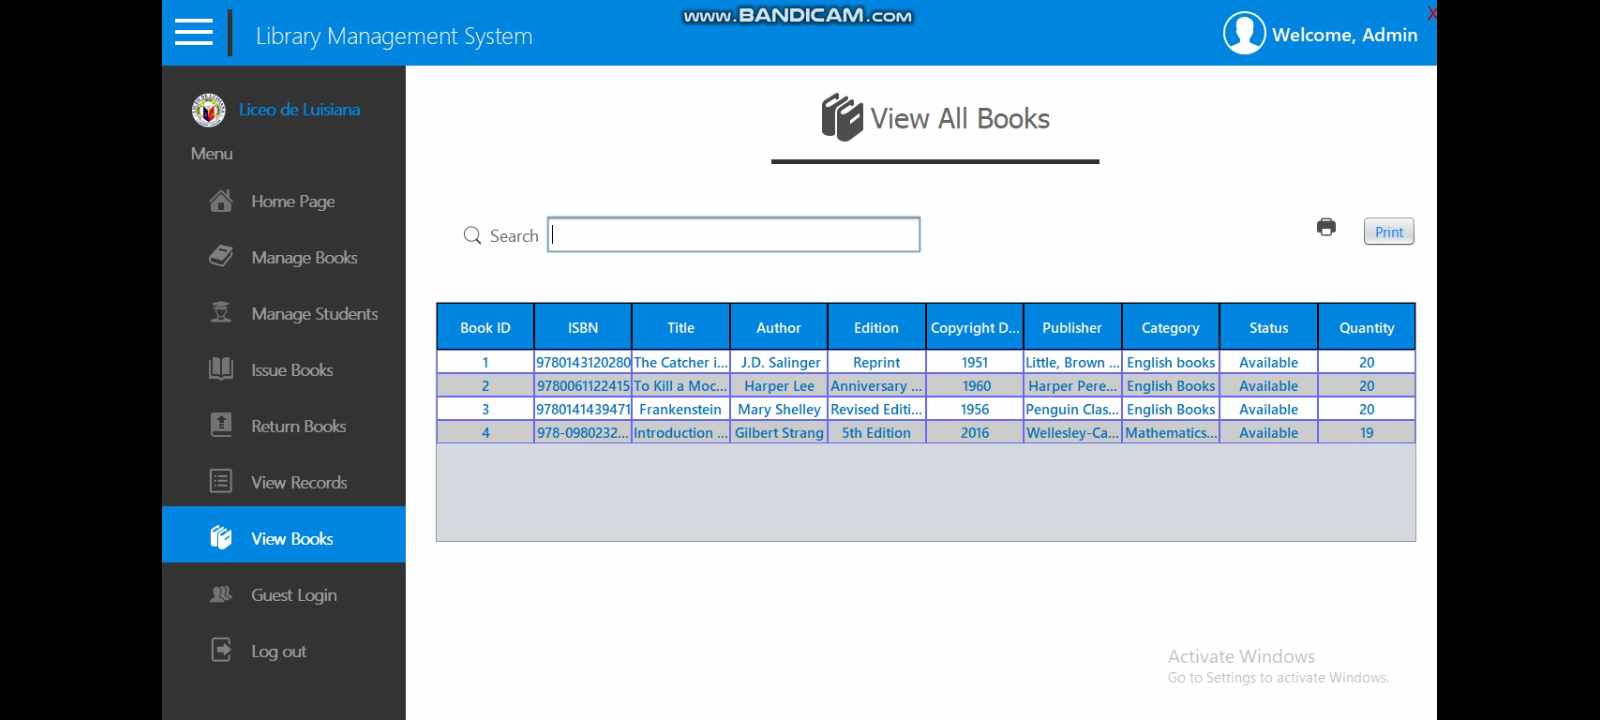 www.BANDICAM.com
X
Library Management System
Welcome, Admin
Liceo de Luisiana
Menu
Home Page
Manage Books
Manage Students
Issue Books
Return Books
View Records
View Books
Guest Login
Log out
View All Books
Search
Print
Book ID ISBN Title Author Edition Copyright D... Publisher Category Status Quantity
1 9780143120280 The Catcher i... J.D. Salinger Reprint 1951 Little, Brown ... English books Available 20
2 9780061122415 To Kill a Moc... Harper Lee Anniversary ... 1960 Harper Pere... English Books Available 20
3 9780141439471 Frankenstein Mary Shelley Revised Editi... 1956 Penguin Clas... English Books Available 20
4 978-0980232... Introduction ... Gilbert Strang 5th Edition 2016 Wellesley-Ca... Mathematics... Available 19
Activate Windows
Go to Settings to activate Windows.